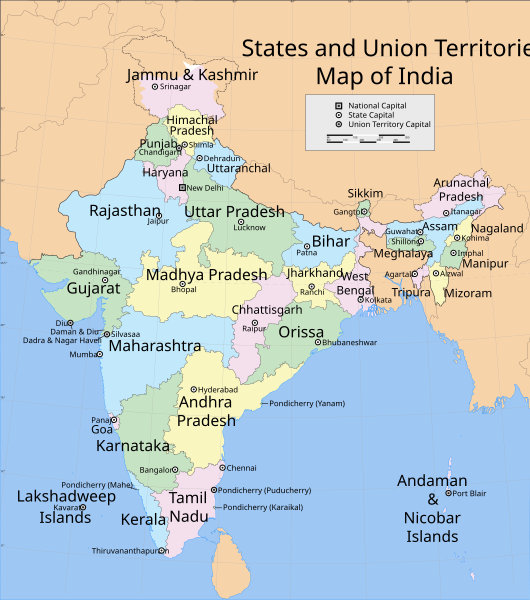 States and Union Territorie
Map of India
National Capital
State Capital
Union Territory Capital
Jammu & Kashmir
Srinagar
Himachal
Pradesh
Punjab
Shimla
Chandigarh
Dehradun
Uttaranchal
Haryana
New Delhi
Arunachal
Pradesh
Sikkim
Rajasthan
Uttar Pradesh
Gangtok
Itanagar
Jaipur
Lucknow
Assam
Nagaland
Guwahati
Kohima
Bihar
Shillong
Patna
Meghalaya
Imphal
Manipur
Gandhinagar
Madhya Pradesh
Jharkhand
West
Bengal
Agartala
Aizwal
Gujarat
Bhopal
Ranchi
Tripura
Mizoram
Kolkata
Chhattisgarh
Diu
Raipur
Orissa
Daman & Diu
Silvasaa
Dadra & Nagar Haveli
Maharashtra
Bhubaneshwar
Mumbai
Hyderabad
Andhra
Pradesh
Pondicherry (Yanam)
Panaji
Goa
Karnataka
Bangalore
Chennai
Pondicherry (Mahe)
Pondicherry (Puducherry)
Lakshadweep
Islands
Kavarati
Tamil
Nadu
Pondicherry (Karaikal)
Kerala
Thiruvananthapuram
Andaman
&
Nicobar
Islands
Port Blair